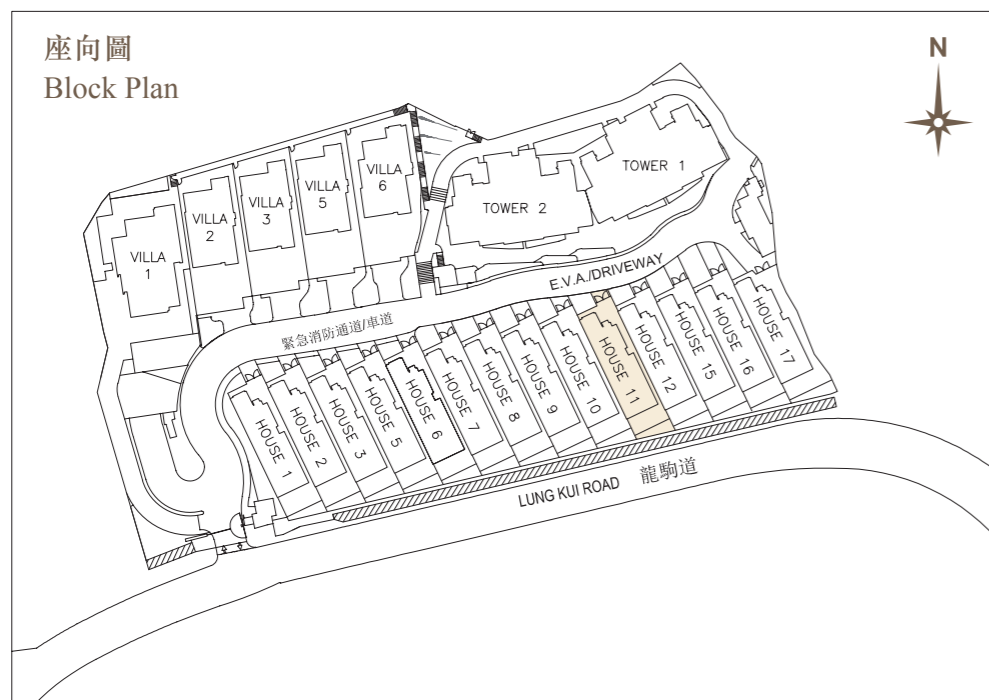 座向圖
Block Plan
N
VILLA
1
VILLA
2
VILLA
3
VILLA
5
VILLA
6
TOWER 2
TOWER 1
E.V.A./DRIVEWAY
緊急消防通道/車道
HOUSE 1
HOUSE 2
HOUSE 3
HOUSE 5
HOUSE 6
HOUSE 7
HOUSE 8
HOUSE 9
HOUSE 10
HOUSE 11
HOUSE 12
HOUSE 15
HOUSE 16
HOUSE 17
LUNG KUI ROAD 龍駒道